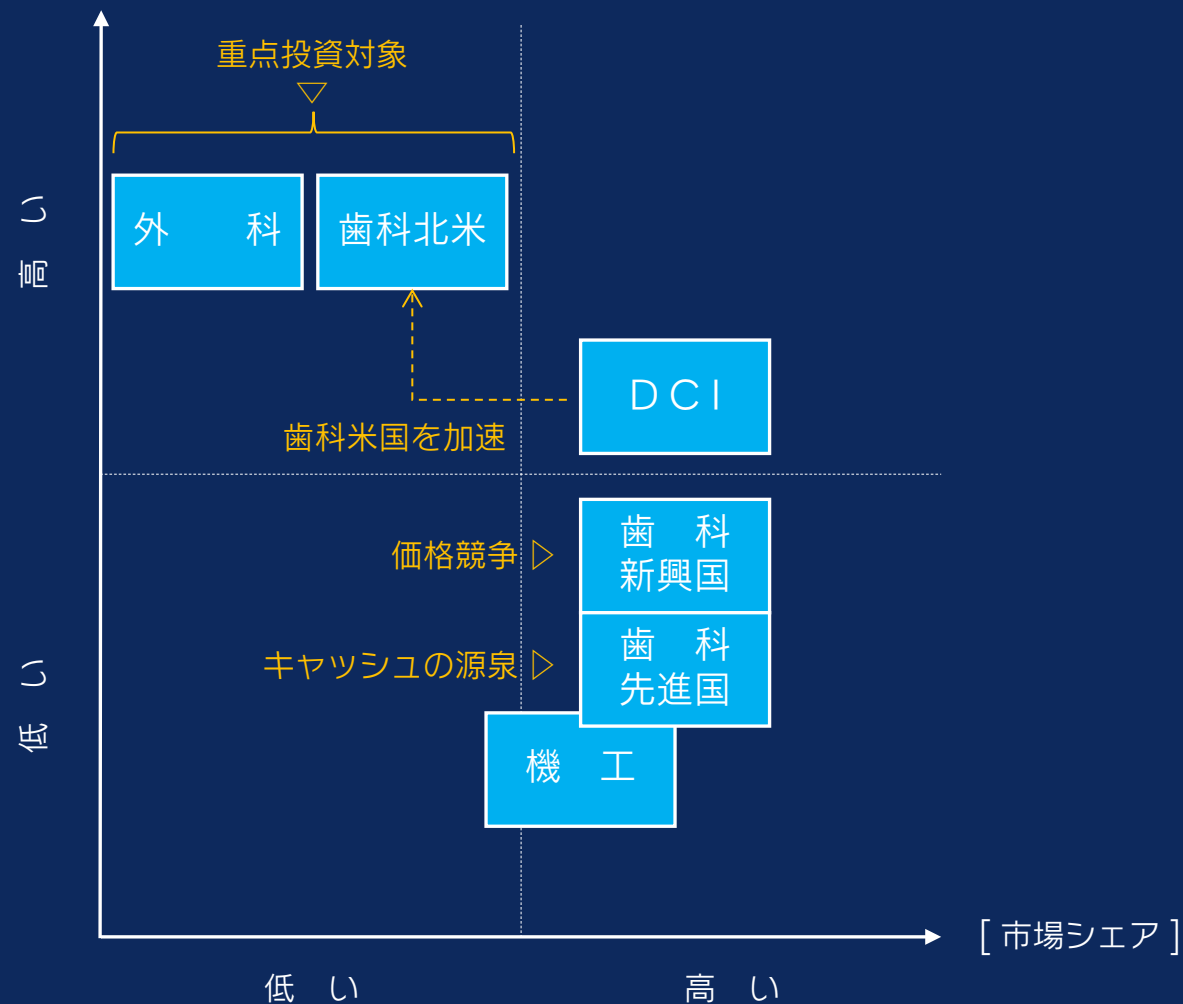 重点投資対象
▽
高い
外　科
歯科北米
DCI
歯科米国を加速
価格競争 ▷
歯　科
新興国
キャッシュの源泉 ▷
歯　科
先進国
低い
機　工
[ 市場シェア ]
低　い
高　い